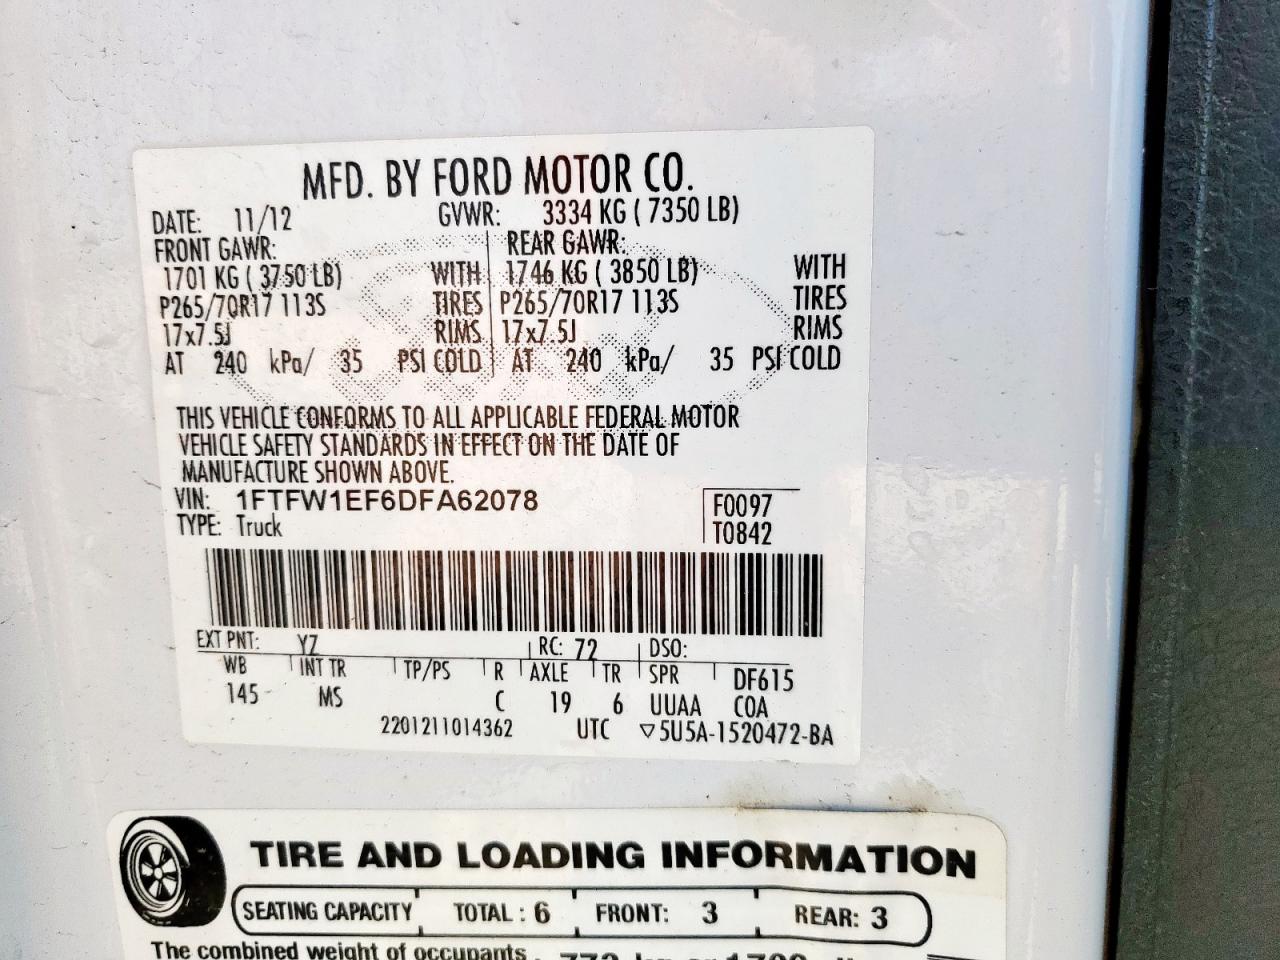 MFD. BY FORD MOTOR CO.
DATE: 11/12 GVWR: 3334 KG ( 7350 LB)
FRONT GAWR: REAR GAWR:
1701 KG ( 3750 LB) WITH 1746 KG ( 3850 LB) WITH
P265/70R17 113S TIRES P265/70R17 113S TIRES
17x7.5J RIMS 17x7.5J RIMS
AT 240 kPa/ 35 PSI COLD AT 240 kPa/ 35 PSI COLD
THIS VEHICLE CONFORMS TO ALL APPLICABLE FEDERAL MOTOR
VEHICLE SAFETY STANDARDS IN EFFECT ON THE DATE OF
MANUFACTURE SHOWN ABOVE.
VIN: 1FTFW1EF6DFA62078 F0097
TYPE: Truck T0842
EXT PNT: YZ RC: 72 DSO:
WB INT TR TP/PS R AXLE TR SPR DF615
145 MS C 19 6 UUAA COA
2201211014362 UTC ▽5U5A-1520472-BA
TIRE AND LOADING INFORMATION
SEATING CAPACITY TOTAL : 6 FRONT: 3 REAR: 3
The combined weight of occupants